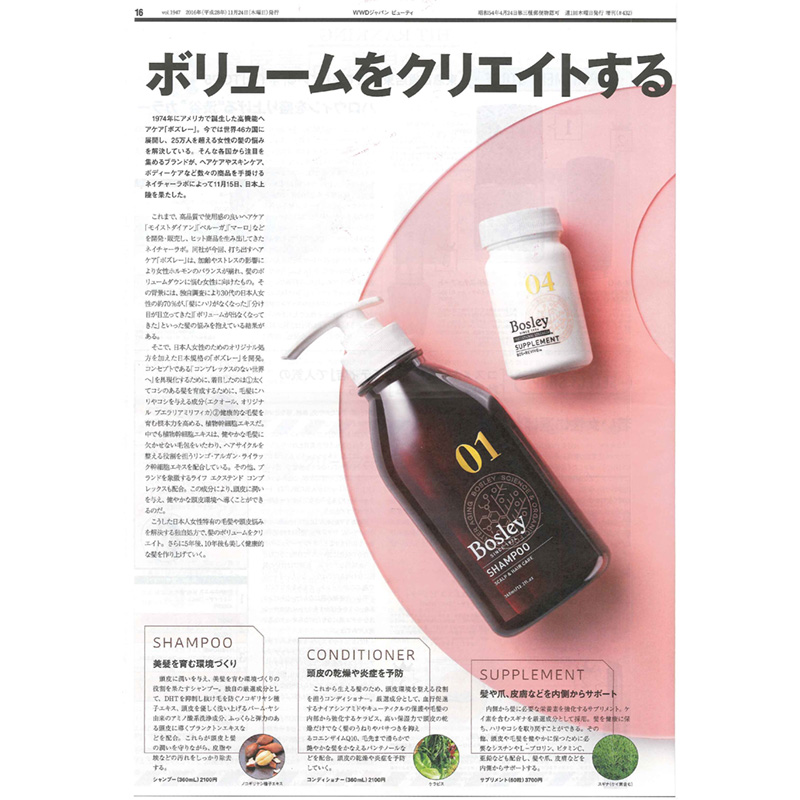 16
vol.1947 2016年(平成28年)11月24日(木曜日)発行
WWDジャパン ビューティ
ボリュームをクリエイトする
1974年にアメリカで誕生した高機能ヘ
アケア「ボズレー」。今では世界46カ国に
展開し、25万人を超える女性の髪の悩み
を解決している。そんな各国から注目を
集めるブランドが、ヘアケアやスキンケア、
ボディーケアなど数々の商品を手掛ける
ネイチャーラボによって11月15日、日本上
陸を果たした。
これまで、高品質で使用感の良いヘアケア
「モイストダイアン」「ベルーガ」「マーロ」など
を開発・販売し、ヒット商品を生み出してきた
ネイチャーラボ。同社が今回、打ち出すヘア
ケア「ボズレー」は、加齢やストレスの影響に
より女性ホルモンのバランスが崩れ、髪のボ
リュームダウンに悩む女性に向けたもの。そ
の背景には、独自調査により30代の日本人女
性の約70%が、「髪にハリがなくなった」「分け
目が目立ってきた」「ボリュームが出なくなって
きた」といった髪の悩みを抱えている結果が
ある。
そこで、日本人女性のためのオリジナル処
方を加えた日本規格の「ボズレー」を開発。
コンセプトである「コンプレックスのない世界
へ」を具現化するために、着目したのは①太く
てコシのある髪を育成するために、毛髪にハ
リやコシを与える成分(エクオール、オリジナ
ル プエラリアミリフィカ)②健康的な毛髪を
育む根本力を高める、植物幹細胞エキスだ。
中でも植物幹細胞エキスは、健やかな毛髪に
欠かせない毛包をいたわり、ヘアサイクルを
整える役割を担うリンゴ・アルガン・ライラッ
ク幹細胞エキスを配合している。その他、ブ
ランドを象徴するライフ エクステンド コンプ
レックスも配合。この成分により、頭皮に潤い
を与え、健やかな頭皮環境へ導くことができ
るのだ。
こうした日本人女性特有の毛髪や頭皮悩み
を解決する独自処方で、髪のボリュームをクリ
エイト。さらに5年後、10年後も美しく健康的
な髪を作り上げていく。
04
Bosley
SINCE 1974
SUPPLEMENT
01
Bosley
SINCE 1974
SHAMPOO
SCALP & HAIR CARE
SHAMPOO
美髪を育む環境づくり
頭皮に潤いを与え、美髪を育む環境づくりの
役割を果たすシャンプー。独自の厳選成分とし
て、DHTを抑制し抜け毛を防ぐノコギリヤシ種
子エキス、頭皮を優しく洗い上げるパーム・ヤシ
由来のアミノ酸系洗浄成分、ふっくらと弾力のあ
る頭皮に導くプランクトンエキスな
どを配合。これらが頭皮と髪
の潤いを守りながら、皮脂や
埃などの汚れをしっかり除去
する。
シャンプー(360mL) 2100円
ノコギリヤシ種子エキス
CONDITIONER
頭皮の乾燥や炎症を予防
これから生える髪のため、頭皮環境を整える役割
を担うコンディショナー。厳選成分として、血行促進
するナイアシンアミドやキューティクルの保護や毛髪の
内部から強化するケラビス、高い保湿力で頭皮の乾
燥だけでなく髪のうねりやパサつきを抑え
るコエンザイムQ10、毛先まで滑らかで
艶やかな髪をかなえるパンテノールな
どを配合。頭皮の乾燥や炎症を予防
していく。
コンディショナー(360mL) 2100円
ケラビス
SUPPLEMENT
髪や爪、皮膚などを内側からサポート
内側から髪に必要な栄養素を強化するサプリメント。ケ
イ素を含むスギナを厳選成分として採用。髪を健康に保
ち、ハリやコシを取り戻すことができる。その
他、頭皮や毛髪を健やかに保つために必
要なシスチンやL-プロリン、ビタミンC、
亜鉛なども配合し、髪や爪、皮膚などを
内側からサポートする。
サプリメント(60粒) 3700円